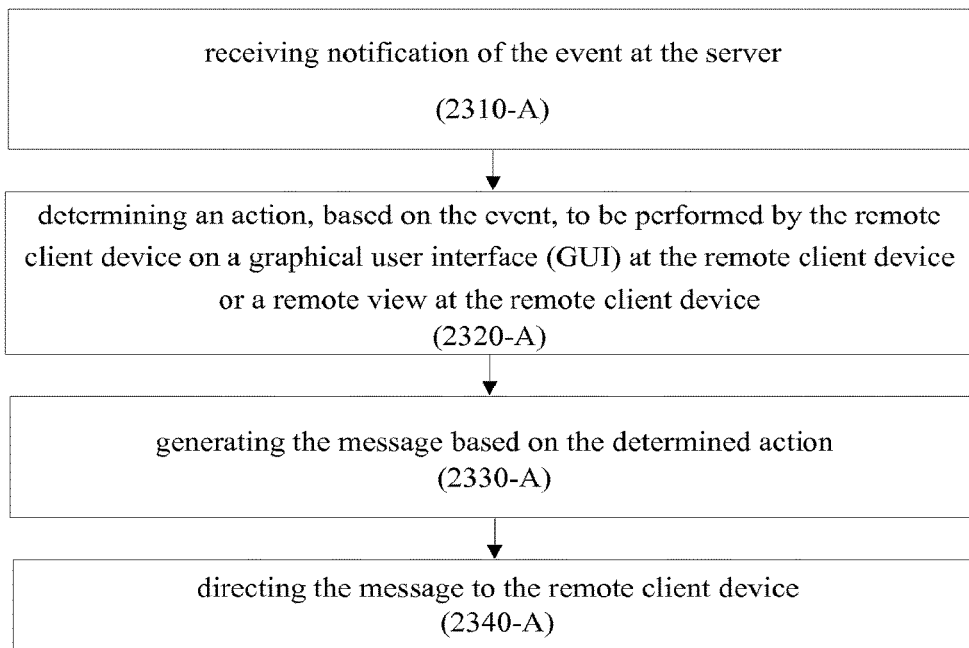 receiving notification of the event at the server
(2310-A)
determining an action, based on the event, to be performed by the remote
client device on a graphical user interface (GUI) at the remote client device
or a remote view at the remote client device
(2320-A)
generating the message based on the determined action
(2330-A)
directing the message to the remote client device
(2340-A)